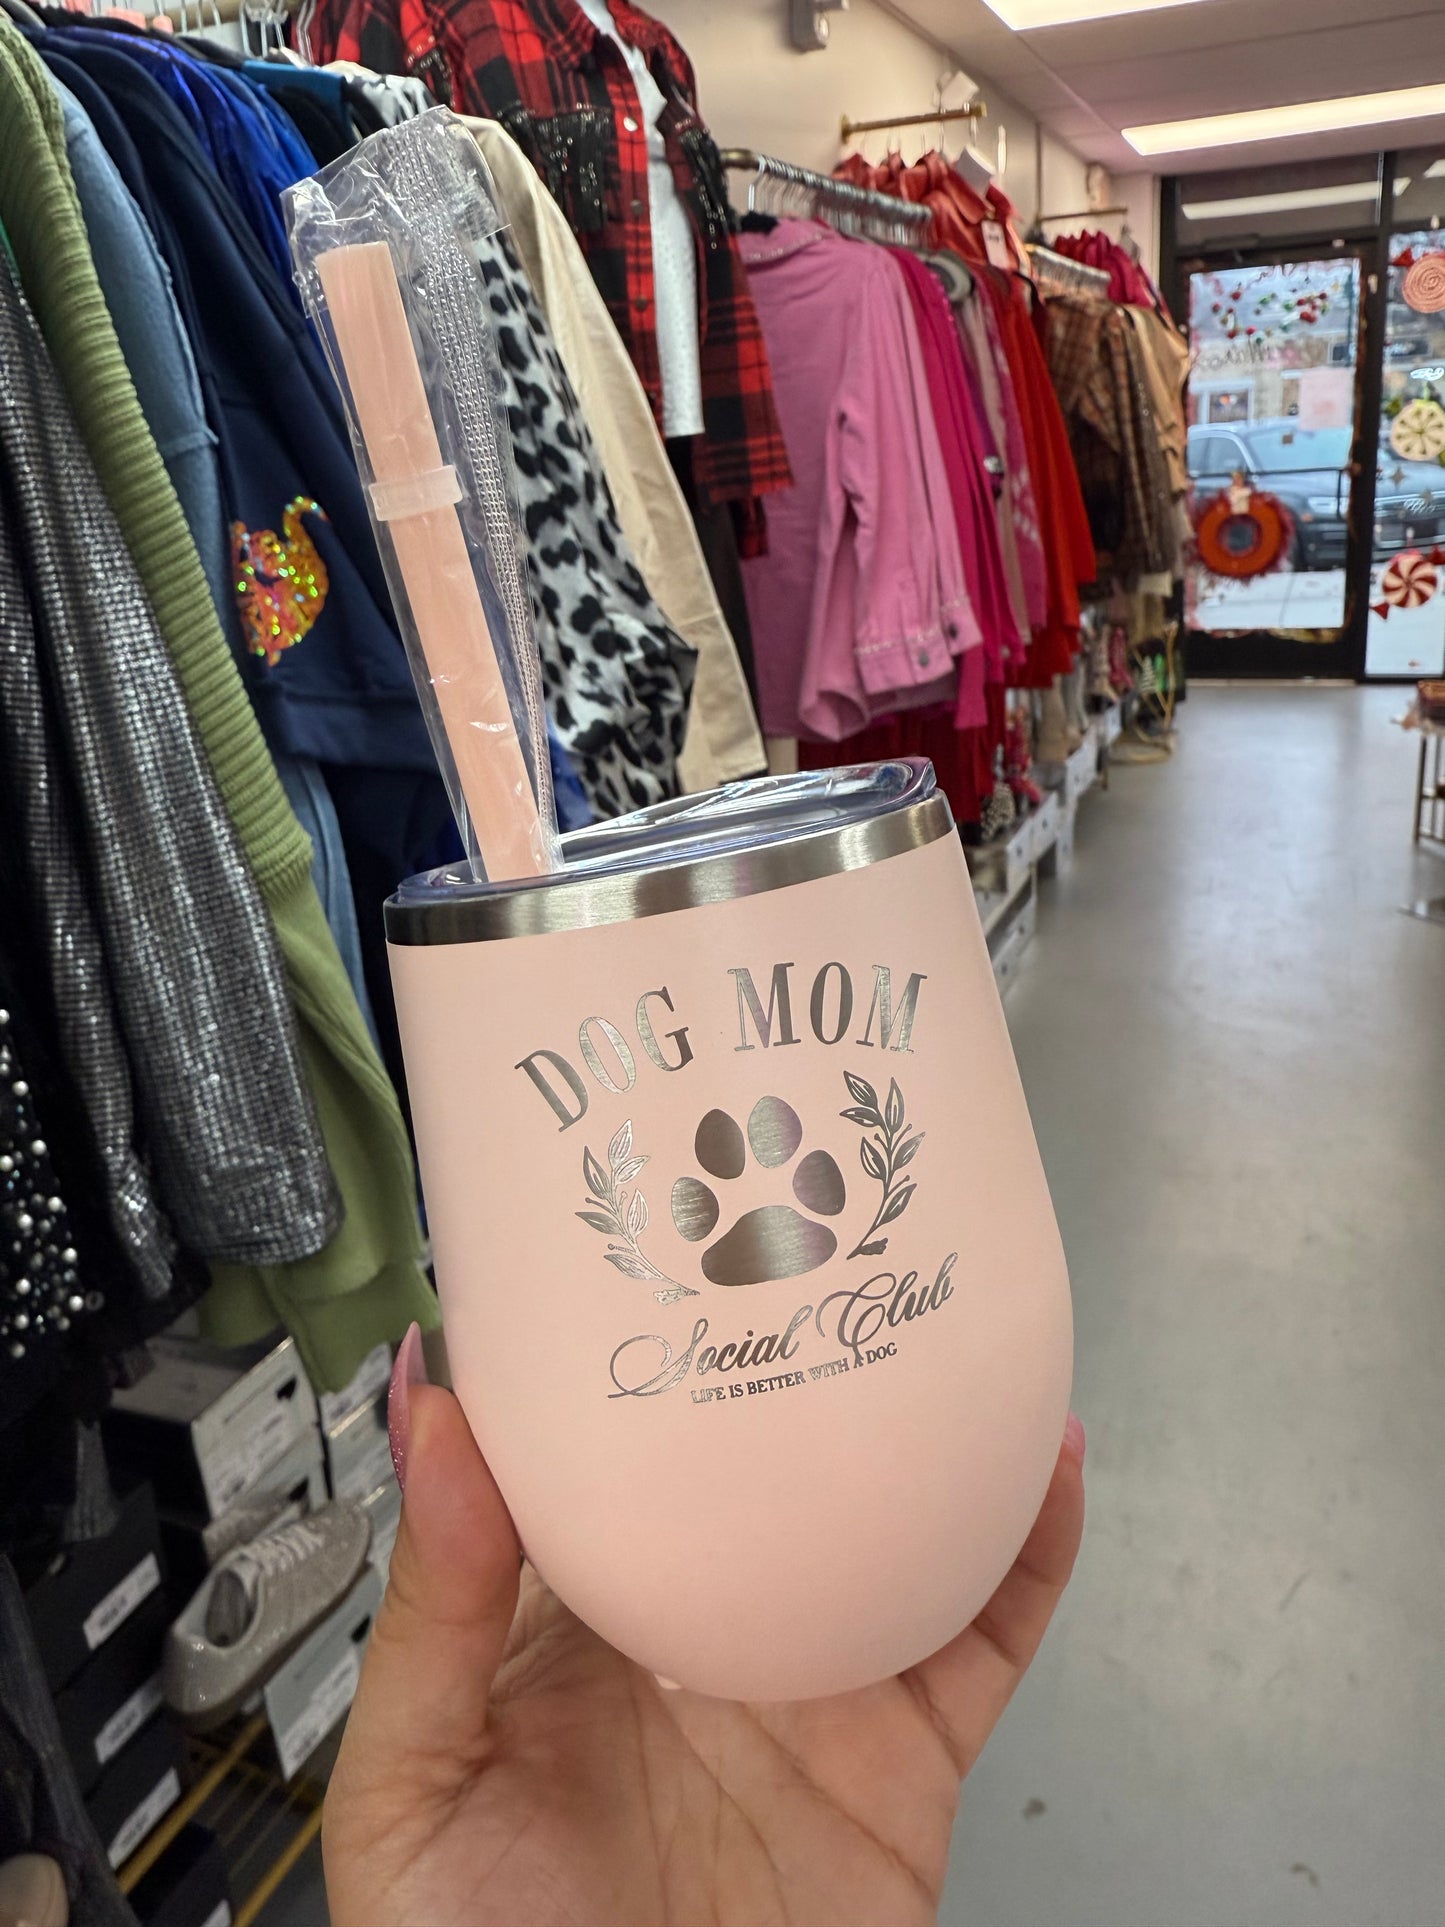 DOG MOM
Social Club
LIFE IS BETTER WITH A DOG